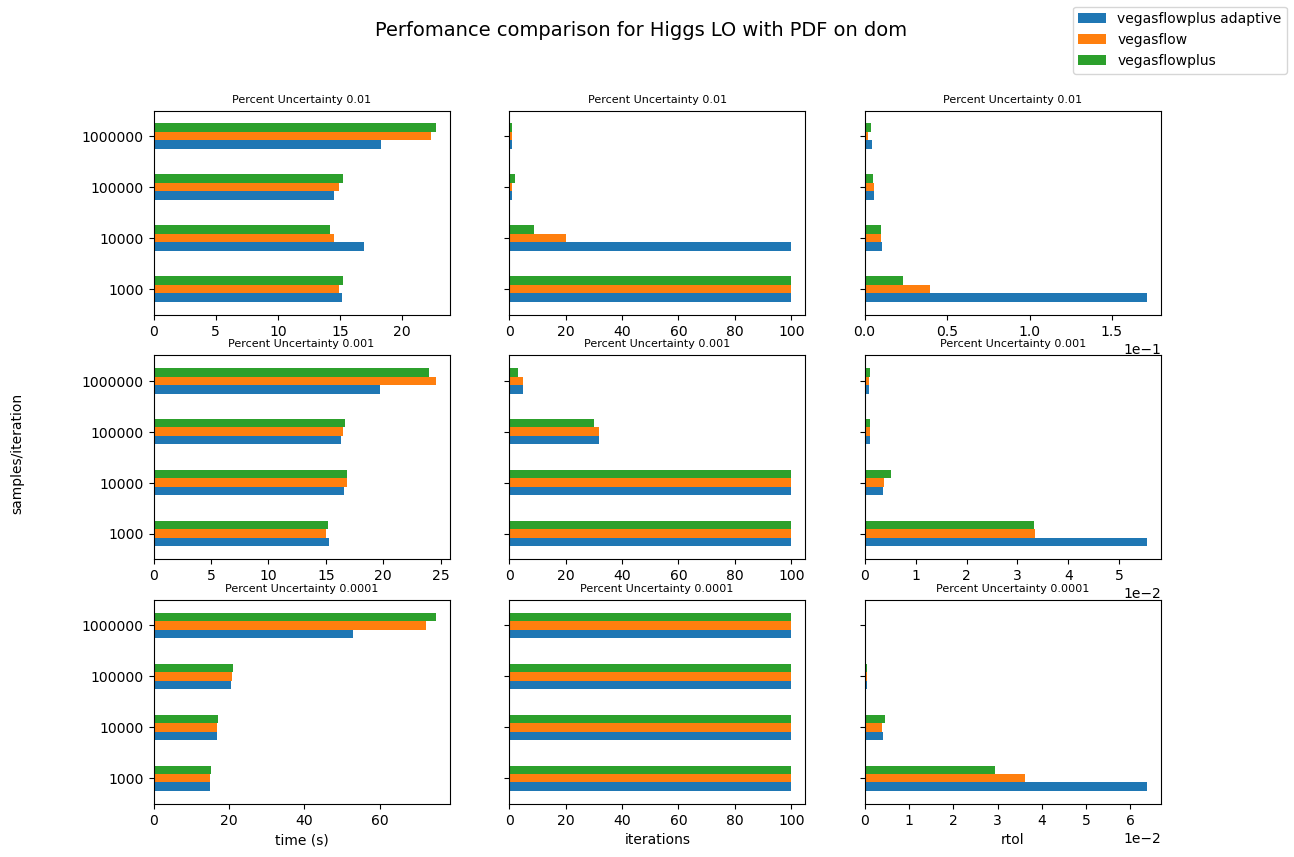 Perfomance comparison for Higgs LO with PDF on dom
vegasflowplus adaptive
vegasflow
vegasflowplus
Percent Uncertainty 0.01
Percent Uncertainty 0.01
Percent Uncertainty 0.01
1000000
100000
10000
1000
0 5 10 15 20
0 20 40 60 80 100
0.0 0.5 1.0 1.5
1e−1
Percent Uncertainty 0.001
Percent Uncertainty 0.001
Percent Uncertainty 0.001
1000000
100000
10000
1000
samples/iteration
0 5 10 15 20 25
0 20 40 60 80 100
0 1 2 3 4 5
1e−2
Percent Uncertainty 0.0001
Percent Uncertainty 0.0001
Percent Uncertainty 0.0001
1000000
100000
10000
1000
0 20 40 60
0 20 40 60 80 100
0 1 2 3 4 5 6
1e−2
time (s)
iterations
rtol